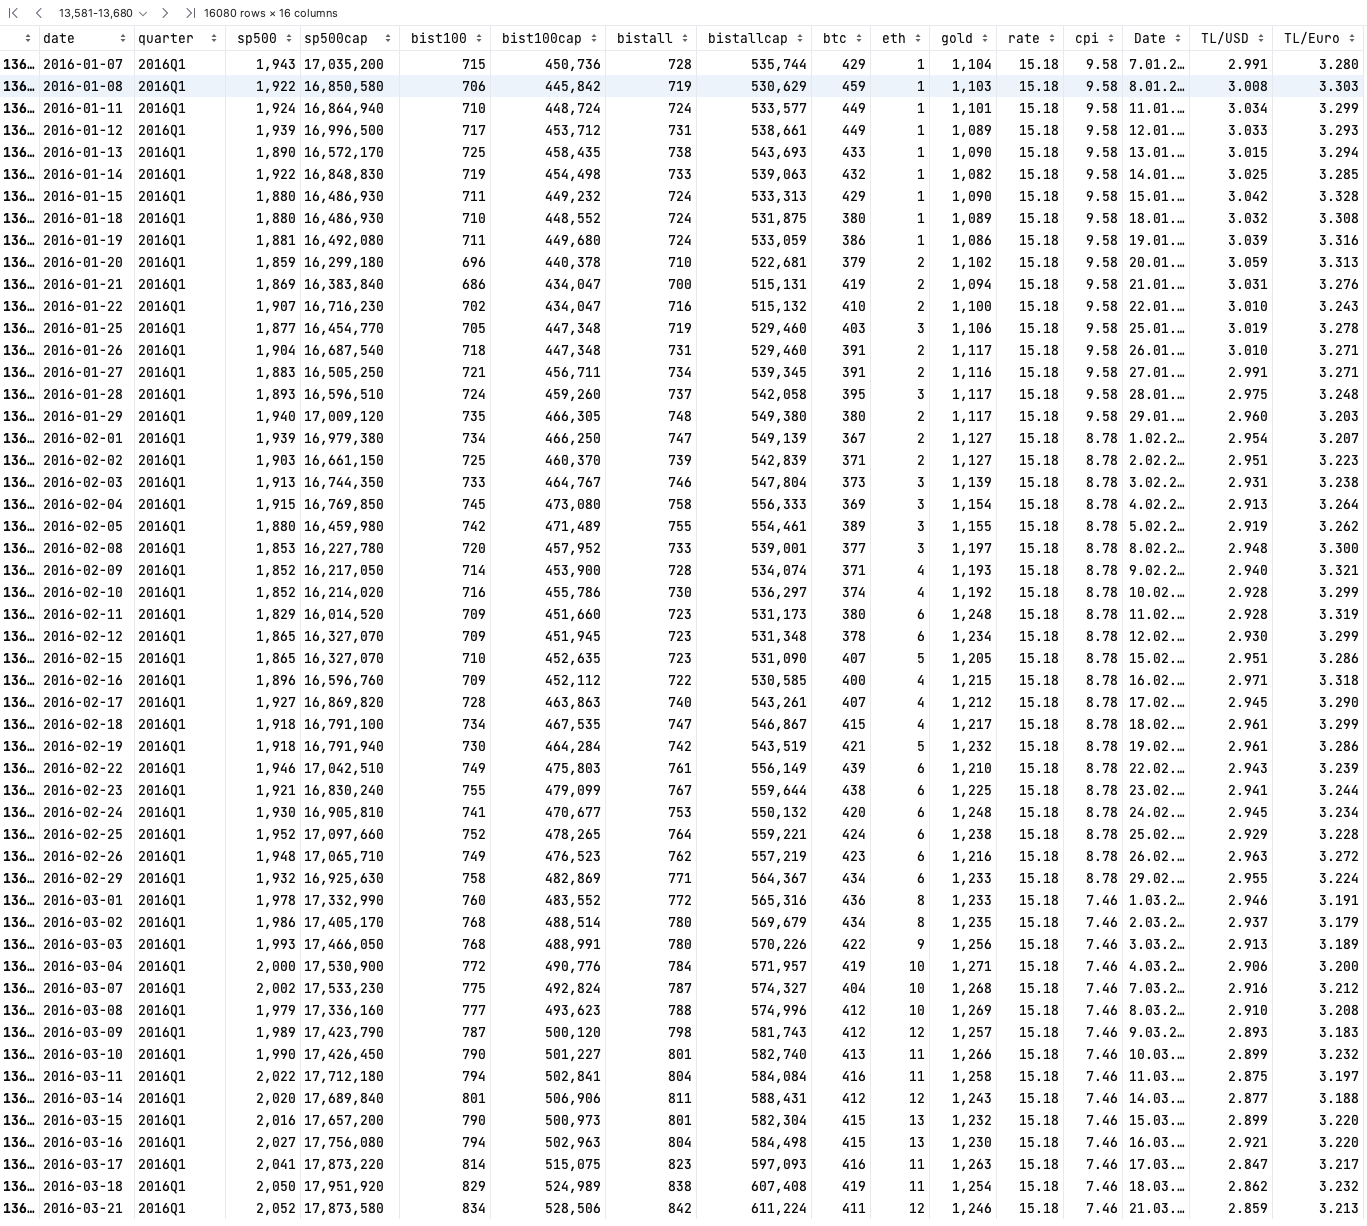 13,581-13,680 16080 rows × 16 columns
date quarter sp500 sp500cap bist100 bist100cap bistall bistallcap btc eth gold rate cpi Date TL/USD TL/Euro
136… 2016-01-07 2016Q1 1,943 17,035,200 715 450,736 728 535,744 429 1 1,104 15.18 9.58 7.01.2… 2.991 3.280
136… 2016-01-08 2016Q1 1,922 16,850,580 706 445,842 719 530,629 459 1 1,103 15.18 9.58 8.01.2… 3.008 3.303
136… 2016-01-11 2016Q1 1,924 16,864,940 710 448,724 724 533,577 449 1 1,101 15.18 9.58 11.01.… 3.034 3.299
136… 2016-01-12 2016Q1 1,939 16,996,500 717 453,712 731 538,661 449 1 1,089 15.18 9.58 12.01.… 3.033 3.293
136… 2016-01-13 2016Q1 1,890 16,572,170 725 458,435 738 543,693 433 1 1,090 15.18 9.58 13.01.… 3.015 3.294
136… 2016-01-14 2016Q1 1,922 16,848,830 719 454,498 733 539,063 432 1 1,082 15.18 9.58 14.01.… 3.025 3.285
136… 2016-01-15 2016Q1 1,880 16,486,930 711 449,232 724 533,313 429 1 1,090 15.18 9.58 15.01.… 3.042 3.328
136… 2016-01-18 2016Q1 1,880 16,486,930 710 448,552 724 531,875 380 1 1,089 15.18 9.58 18.01.… 3.032 3.308
136… 2016-01-19 2016Q1 1,881 16,492,080 711 449,680 724 533,059 386 1 1,086 15.18 9.58 19.01.… 3.039 3.316
136… 2016-01-20 2016Q1 1,859 16,299,180 696 440,378 710 522,681 379 2 1,102 15.18 9.58 20.01.… 3.059 3.313
136… 2016-01-21 2016Q1 1,869 16,383,840 686 434,047 700 515,131 419 2 1,094 15.18 9.58 21.01.… 3.031 3.276
136… 2016-01-22 2016Q1 1,907 16,716,230 702 434,047 716 515,132 410 2 1,100 15.18 9.58 22.01.… 3.010 3.243
136… 2016-01-25 2016Q1 1,877 16,454,770 705 447,348 719 529,460 403 3 1,106 15.18 9.58 25.01.… 3.019 3.278
136… 2016-01-26 2016Q1 1,904 16,687,540 718 447,348 731 529,460 391 2 1,117 15.18 9.58 26.01.… 3.010 3.271
136… 2016-01-27 2016Q1 1,883 16,505,250 721 456,711 734 539,345 391 2 1,116 15.18 9.58 27.01.… 2.991 3.271
136… 2016-01-28 2016Q1 1,893 16,596,510 724 459,260 737 542,058 395 3 1,117 15.18 9.58 28.01.… 2.975 3.248
136… 2016-01-29 2016Q1 1,940 17,009,120 735 466,305 748 549,380 380 2 1,117 15.18 9.58 29.01.… 2.960 3.203
136… 2016-02-01 2016Q1 1,939 16,979,380 734 466,250 747 549,139 367 2 1,127 15.18 8.78 1.02.2… 2.954 3.207
136… 2016-02-02 2016Q1 1,903 16,661,150 725 460,370 739 542,839 371 2 1,127 15.18 8.78 2.02.2… 2.951 3.223
136… 2016-02-03 2016Q1 1,913 16,744,350 733 464,767 746 547,804 373 3 1,139 15.18 8.78 3.02.2… 2.931 3.238
136… 2016-02-04 2016Q1 1,915 16,769,850 745 473,080 758 556,333 369 3 1,154 15.18 8.78 4.02.2… 2.913 3.264
136… 2016-02-05 2016Q1 1,880 16,459,980 742 471,489 755 554,461 389 3 1,155 15.18 8.78 5.02.2… 2.919 3.262
136… 2016-02-08 2016Q1 1,853 16,227,780 720 457,952 733 539,001 377 3 1,197 15.18 8.78 8.02.2… 2.948 3.300
136… 2016-02-09 2016Q1 1,852 16,217,050 714 453,900 728 534,074 371 4 1,193 15.18 8.78 9.02.2… 2.940 3.321
136… 2016-02-10 2016Q1 1,852 16,214,020 716 455,786 730 536,297 374 4 1,192 15.18 8.78 10.02.… 2.928 3.299
136… 2016-02-11 2016Q1 1,829 16,014,520 709 451,660 723 531,173 380 6 1,248 15.18 8.78 11.02.… 2.928 3.319
136… 2016-02-12 2016Q1 1,865 16,327,070 709 451,945 723 531,348 378 6 1,234 15.18 8.78 12.02.… 2.930 3.299
136… 2016-02-15 2016Q1 1,865 16,327,070 710 452,635 723 531,090 407 5 1,205 15.18 8.78 15.02.… 2.951 3.286
136… 2016-02-16 2016Q1 1,896 16,596,760 709 452,112 722 530,585 400 4 1,215 15.18 8.78 16.02.… 2.971 3.318
136… 2016-02-17 2016Q1 1,927 16,869,820 728 463,863 740 543,261 407 4 1,212 15.18 8.78 17.02.… 2.945 3.290
136… 2016-02-18 2016Q1 1,918 16,791,100 734 467,535 747 546,867 415 4 1,217 15.18 8.78 18.02.… 2.961 3.299
136… 2016-02-19 2016Q1 1,918 16,791,940 730 464,284 742 543,519 421 5 1,232 15.18 8.78 19.02.… 2.961 3.286
136… 2016-02-22 2016Q1 1,946 17,042,510 749 475,803 761 556,149 439 6 1,210 15.18 8.78 22.02.… 2.943 3.239
136… 2016-02-23 2016Q1 1,921 16,830,240 755 479,099 767 559,644 438 6 1,225 15.18 8.78 23.02.… 2.941 3.244
136… 2016-02-24 2016Q1 1,930 16,905,810 741 470,677 753 550,132 420 6 1,248 15.18 8.78 24.02.… 2.945 3.234
136… 2016-02-25 2016Q1 1,952 17,097,660 752 478,265 764 559,221 424 6 1,238 15.18 8.78 25.02.… 2.929 3.228
136… 2016-02-26 2016Q1 1,948 17,065,710 749 476,523 762 557,219 423 6 1,216 15.18 8.78 26.02.… 2.963 3.272
136… 2016-02-29 2016Q1 1,932 16,925,630 758 482,869 771 564,367 434 6 1,233 15.18 8.78 29.02.… 2.955 3.224
136… 2016-03-01 2016Q1 1,978 17,332,990 760 483,552 772 565,316 436 8 1,233 15.18 7.46 1.03.2… 2.946 3.191
136… 2016-03-02 2016Q1 1,986 17,405,170 768 488,514 780 569,679 434 8 1,235 15.18 7.46 2.03.2… 2.937 3.179
136… 2016-03-03 2016Q1 1,993 17,466,050 768 488,991 780 570,226 422 9 1,256 15.18 7.46 3.03.2… 2.913 3.189
136… 2016-03-04 2016Q1 2,000 17,530,900 772 490,776 784 571,957 419 10 1,271 15.18 7.46 4.03.2… 2.906 3.200
136… 2016-03-07 2016Q1 2,002 17,533,230 775 492,824 787 574,327 404 10 1,268 15.18 7.46 7.03.2… 2.916 3.212
136… 2016-03-08 2016Q1 1,979 17,336,160 777 493,623 788 574,996 412 10 1,269 15.18 7.46 8.03.2… 2.910 3.208
136… 2016-03-09 2016Q1 1,989 17,423,790 787 500,120 798 581,743 412 12 1,257 15.18 7.46 9.03.2… 2.893 3.183
136… 2016-03-10 2016Q1 1,990 17,426,450 790 501,227 801 582,740 413 11 1,266 15.18 7.46 10.03.… 2.899 3.232
136… 2016-03-11 2016Q1 2,022 17,712,180 794 502,841 804 584,084 416 11 1,258 15.18 7.46 11.03.… 2.875 3.197
136… 2016-03-14 2016Q1 2,020 17,689,840 801 506,906 811 588,431 412 12 1,243 15.18 7.46 14.03.… 2.877 3.188
136… 2016-03-15 2016Q1 2,016 17,657,200 790 500,973 801 582,304 415 13 1,232 15.18 7.46 15.03.… 2.899 3.220
136… 2016-03-16 2016Q1 2,027 17,756,080 794 502,963 804 584,498 415 13 1,230 15.18 7.46 16.03.… 2.921 3.220
136… 2016-03-17 2016Q1 2,041 17,873,220 814 515,075 823 597,093 416 11 1,263 15.18 7.46 17.03.… 2.847 3.217
136… 2016-03-18 2016Q1 2,050 17,951,920 829 524,989 838 607,408 419 11 1,254 15.18 7.46 18.03.… 2.862 3.232
136… 2016-03-21 2016Q1 2,052 17,873,580 834 528,506 842 611,224 411 12 1,246 15.18 7.46 21.03.… 2.859 3.213